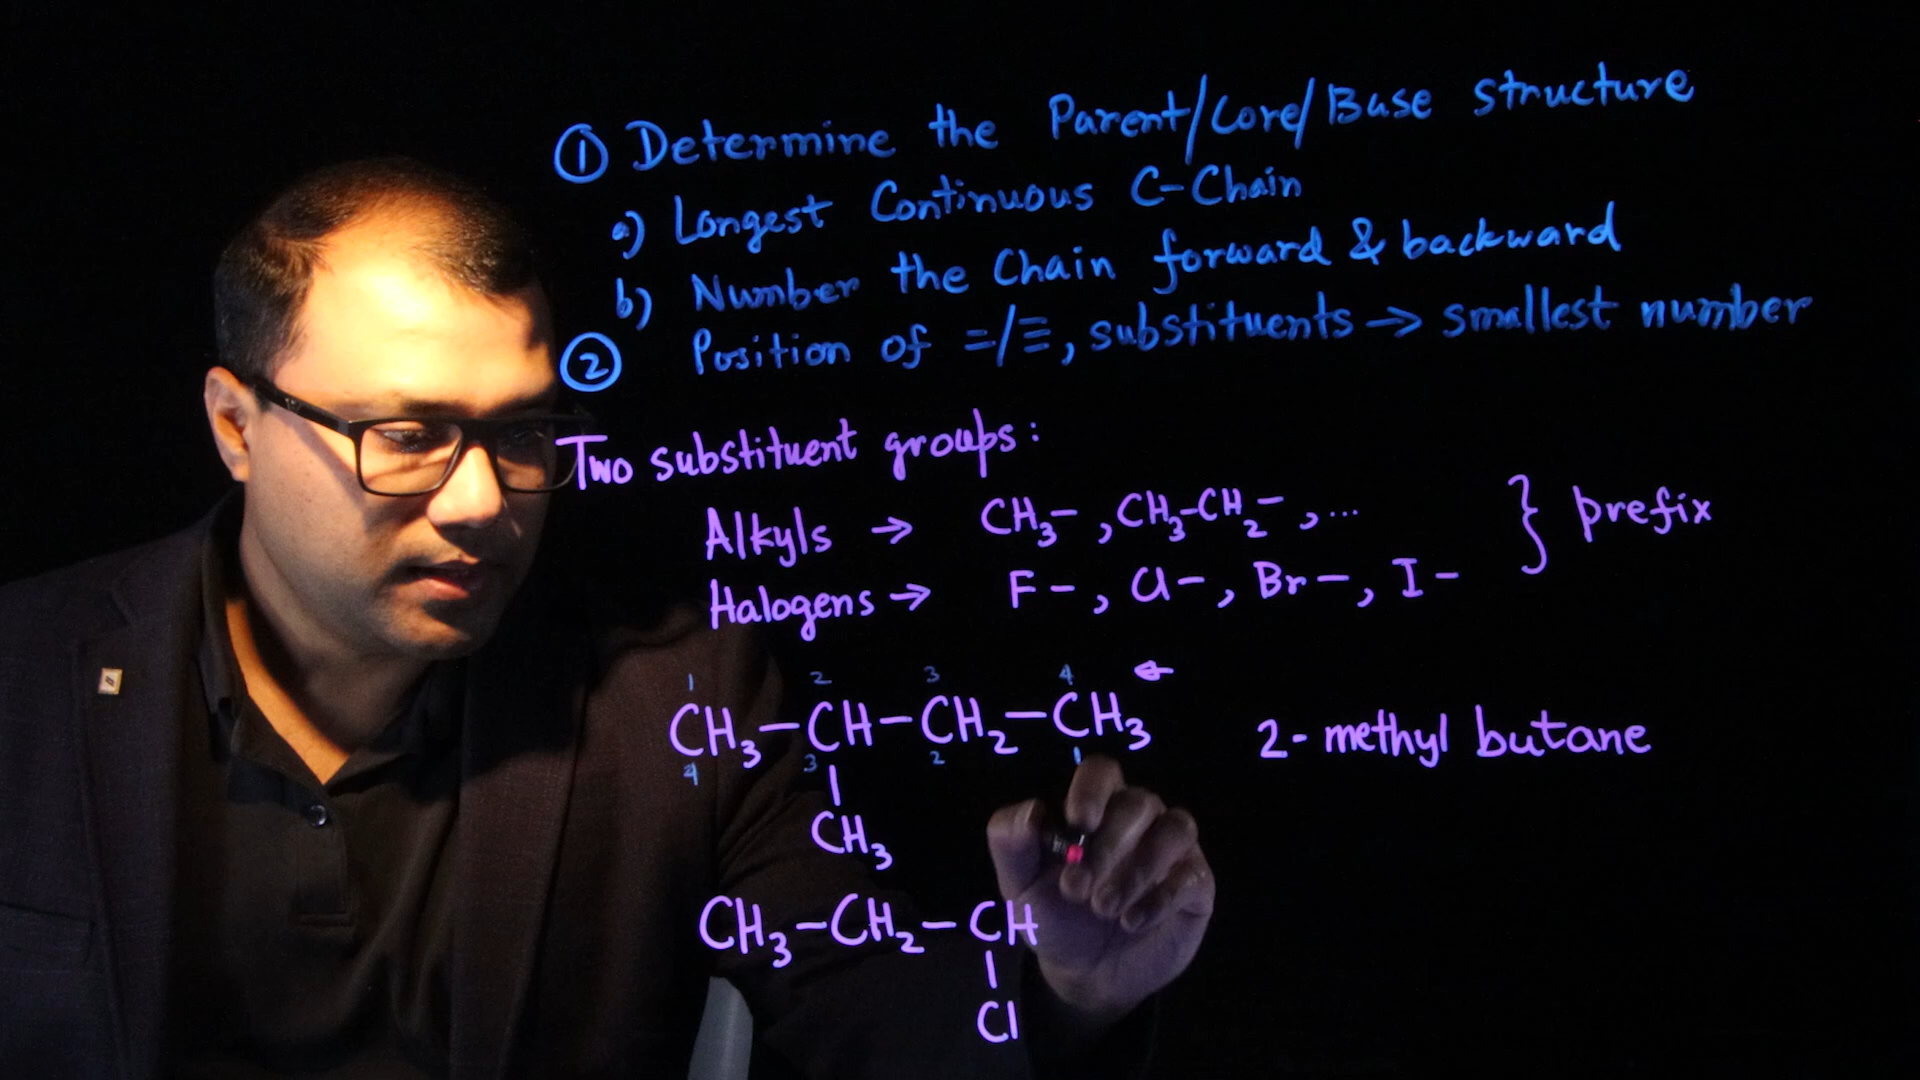 ① Determine the Parent/Core/Base structure
a) Longest Continuous C-Chain
b) Number the Chain forward & backward
② Position of =/≡, substituents → smallest number
Two substituent groups:
Alkyls → CH₃-, CH₃-CH₂-, ... } prefix
Halogens → F-, Cl-, Br-, I-
1 2 3 4 ←
CH₃-CH-CH₂-CH₃ 2-methyl butane
4 3 2 1
|
CH₃
CH₃-CH₂-CH
|
Cl